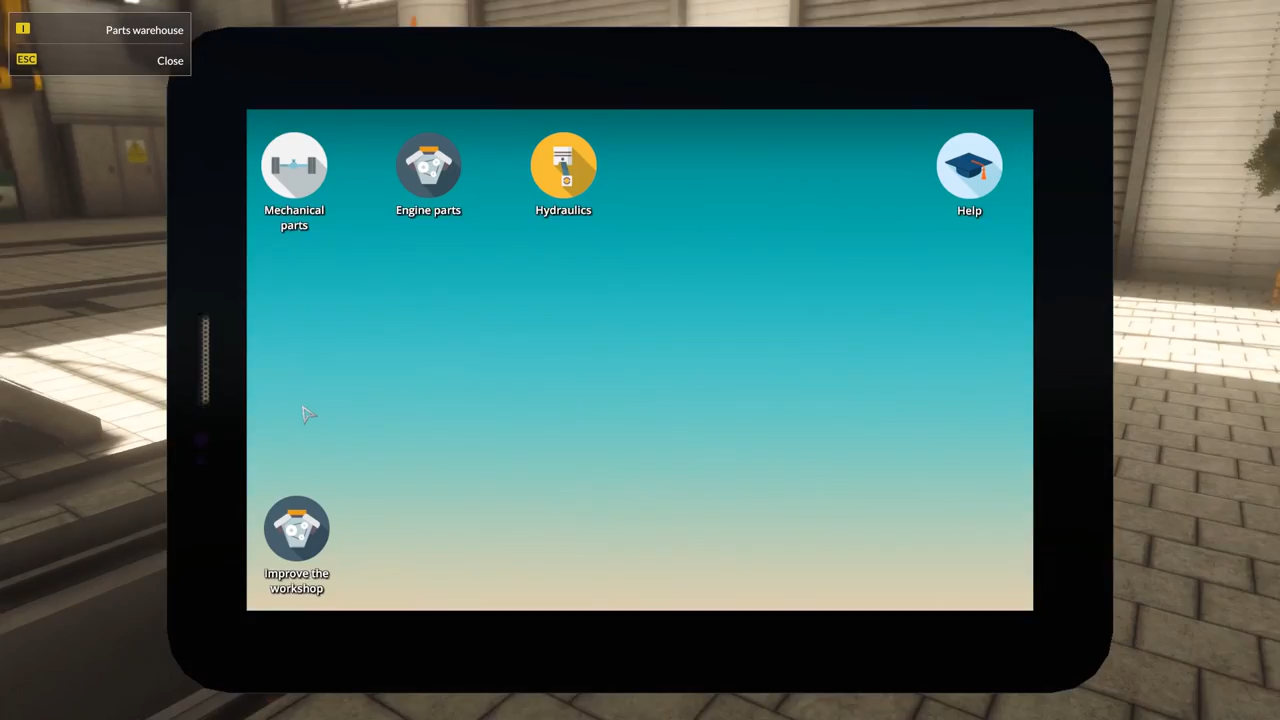 I
Parts warehouse
ESC
Close
Mechanical
parts
Engine parts
Hydraulics
Help
Improve the
workshop